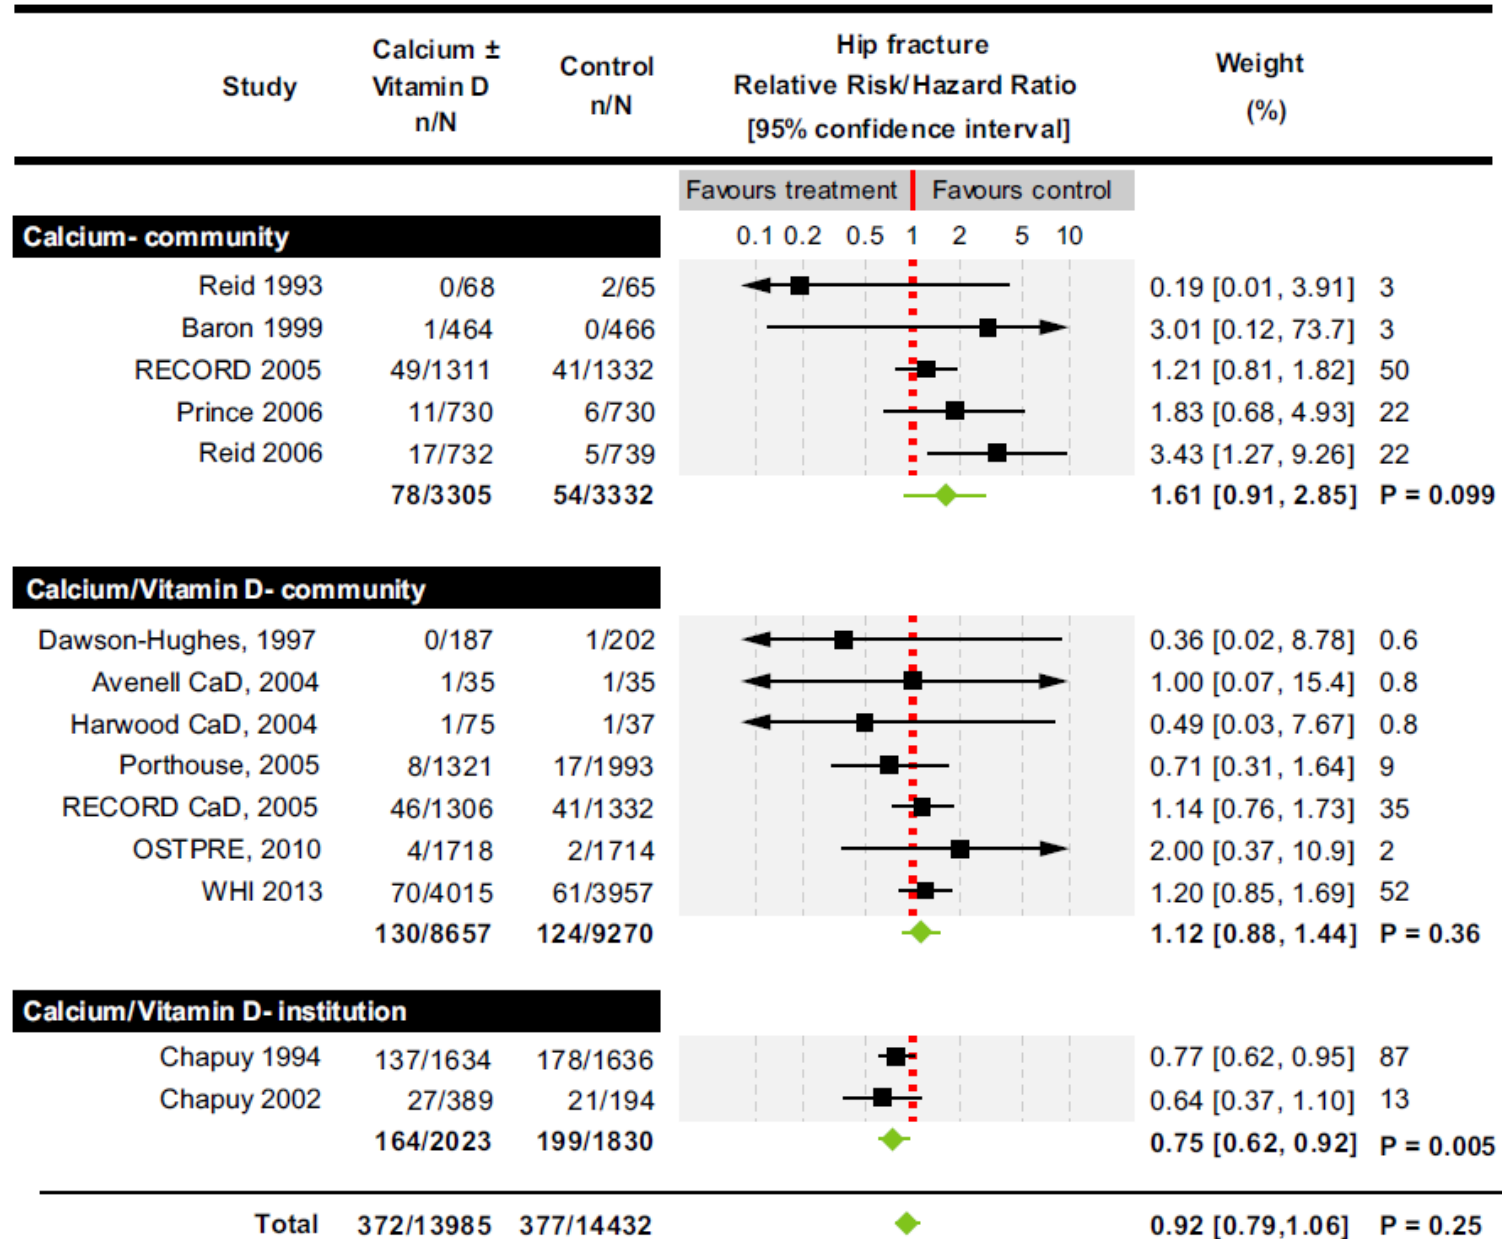 Study
Calcium ±
Vitamin D
n/N
Control
n/N
Hip fracture
Relative Risk/Hazard Ratio
[95% confidence interval]
Weight
(%)
Favours treatment Favours control
Calcium- community
0.1 0.2 0.5 1 2 5 10
Reid 1993 0/68 2/65 0.19 [0.01, 3.91] 3
Baron 1999 1/464 0/466 3.01 [0.12, 73.7] 3
RECORD 2005 49/1311 41/1332 1.21 [0.81, 1.82] 50
Prince 2006 11/730 6/730 1.83 [0.68, 4.93] 22
Reid 2006 17/732 5/739 3.43 [1.27, 9.26] 22
78/3305 54/3332 1.61 [0.91, 2.85] P = 0.099
Calcium/Vitamin D- community
Dawson-Hughes, 1997 0/187 1/202 0.36 [0.02, 8.78] 0.6
Avenell CaD, 2004 1/35 1/35 1.00 [0.07, 15.4] 0.8
Harwood CaD, 2004 1/75 1/37 0.49 [0.03, 7.67] 0.8
Porthouse, 2005 8/1321 17/1993 0.71 [0.31, 1.64] 9
RECORD CaD, 2005 46/1306 41/1332 1.14 [0.76, 1.73] 35
OSTPRE, 2010 4/1718 2/1714 2.00 [0.37, 10.9] 2
WHI 2013 70/4015 61/3957 1.20 [0.85, 1.69] 52
130/8657 124/9270 1.12 [0.88, 1.44] P = 0.36
Calcium/Vitamin D- institution
Chapuy 1994 137/1634 178/1636 0.77 [0.62, 0.95] 87
Chapuy 2002 27/389 21/194 0.64 [0.37, 1.10] 13
164/2023 199/1830 0.75 [0.62, 0.92] P = 0.005
Total 372/13985 377/14432 0.92 [0.79,1.06] P = 0.25